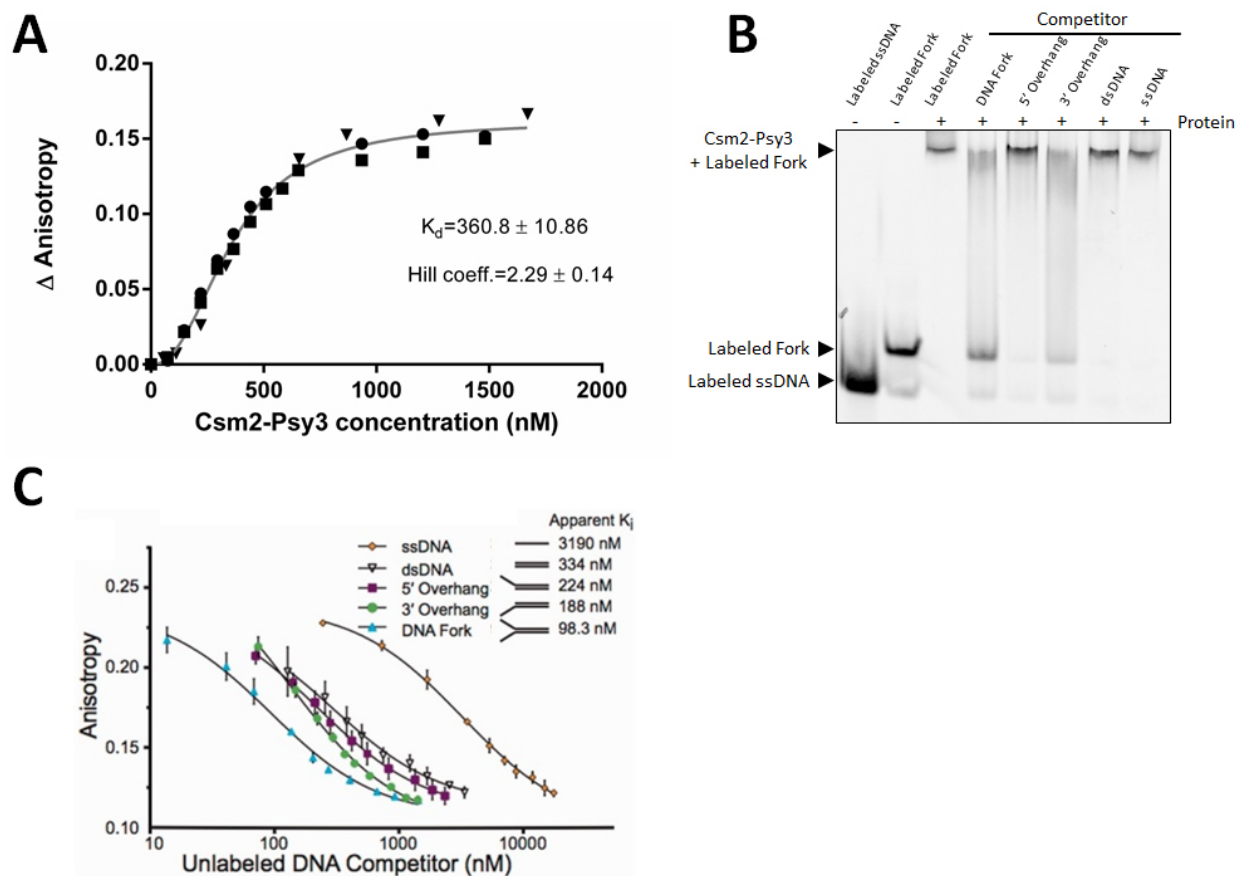 A
0.20
0.15
0.10
0.05
0.00
Δ Anisotropy
K_d=360.8 ± 10.86
Hill coeff.=2.29 ± 0.14
0
500
1000
1500
2000
Csm2-Psy3 concentration (nM)
B
Competitor
Labeled ssDNA
Labeled Fork
Labeled Fork
DNA Fork
5′ Overhang
3′ Overhang
dsDNA
ssDNA
- - + + + + + + Protein
Csm2-Psy3
+ Labeled Fork
Labeled Fork
Labeled ssDNA
C
Apparent K_i
ssDNA 3190 nM
dsDNA 334 nM
5′ Overhang 224 nM
3′ Overhang 188 nM
DNA Fork 98.3 nM
0.25
0.20
0.15
0.10
Anisotropy
10
100
1000
10000
Unlabeled DNA Competitor (nM)